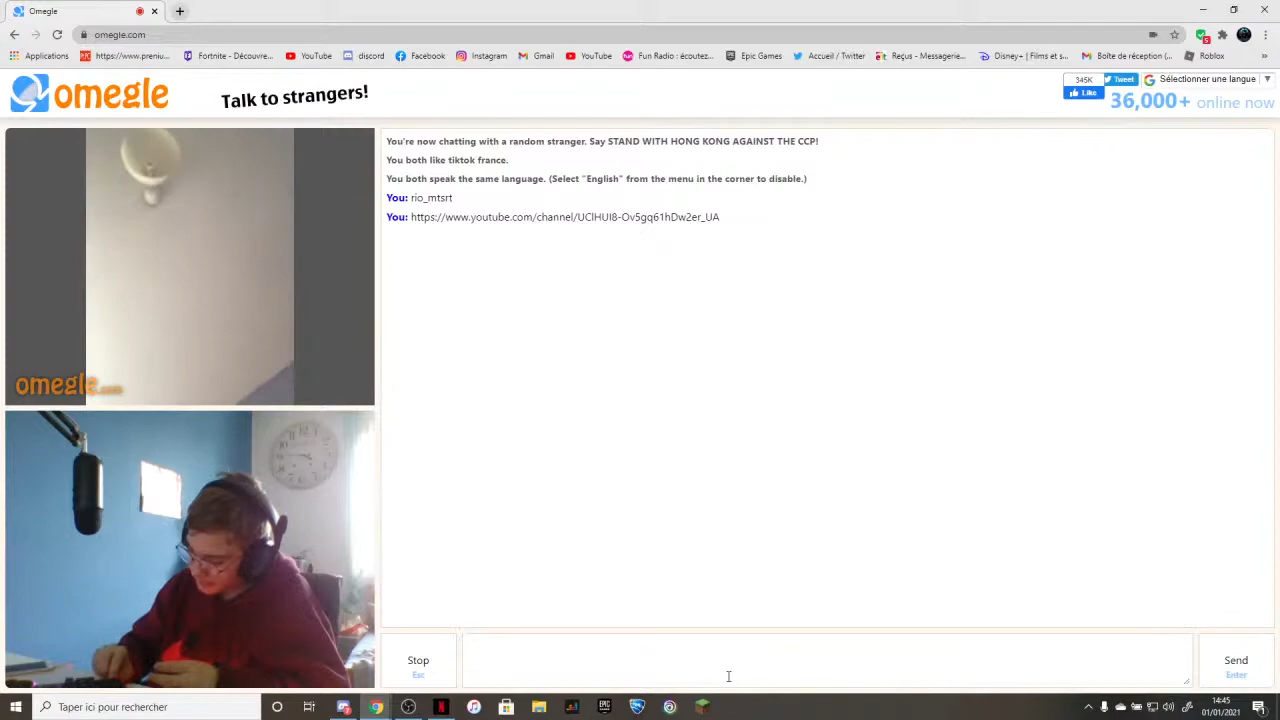 Omegle
omegle.com
Applications https://www.preniu... Fortnite - Découvre... YouTube discord Facebook Instagram Gmail YouTube Fun Radio : écoutez... Epic Games Accueil / Twitter Reçus - Messagerie... Disney+ | Films et s... Boîte de réception (... Roblox
omegle
Talk to strangers!
345K
Like
Tweet
Sélectionner une langue
36,000+ online now
You're now chatting with a random stranger. Say STAND WITH HONG KONG AGAINST THE CCP!
You both like tiktok france.
You both speak the same language. (Select "English" from the menu in the corner to disable.)
You: rio_mtsrt
You: https://www.youtube.com/channel/UClHUI8-Ov5gq61hDw2er_UA
omegle.com
Stop
Esc
Send
Enter
Taper ici pour rechercher
14:45
01/01/2021